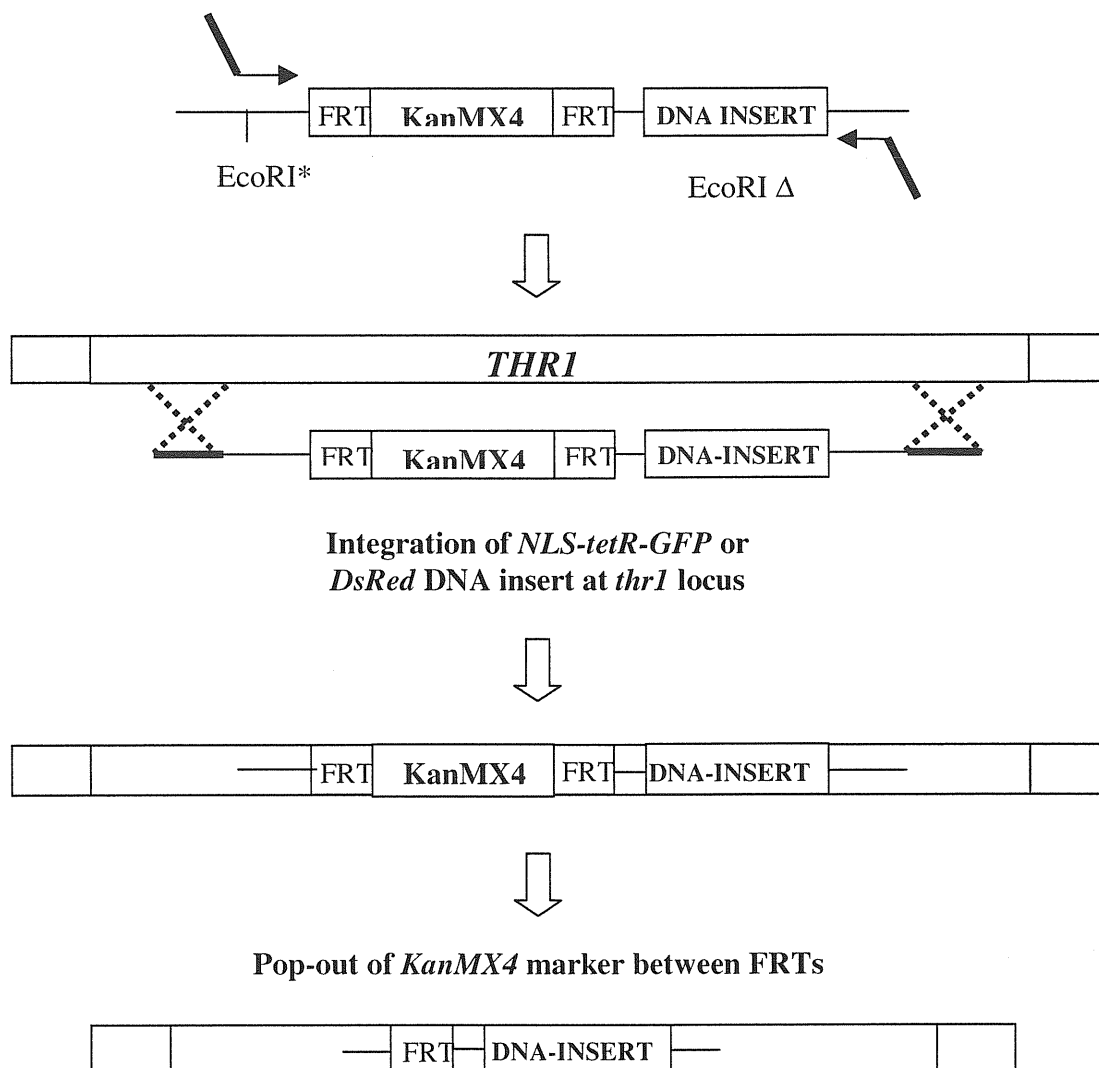 FRT KanMX4 FRT DNA INSERT
EcoRI*
EcoRI Δ
THR1
FRT KanMX4 FRT DNA-INSERT
Integration of NLS-tetR-GFP or
DsRed DNA insert at thr1 locus
FRT KanMX4 FRT DNA-INSERT
Pop-out of KanMX4 marker between FRTs
FRT DNA-INSERT